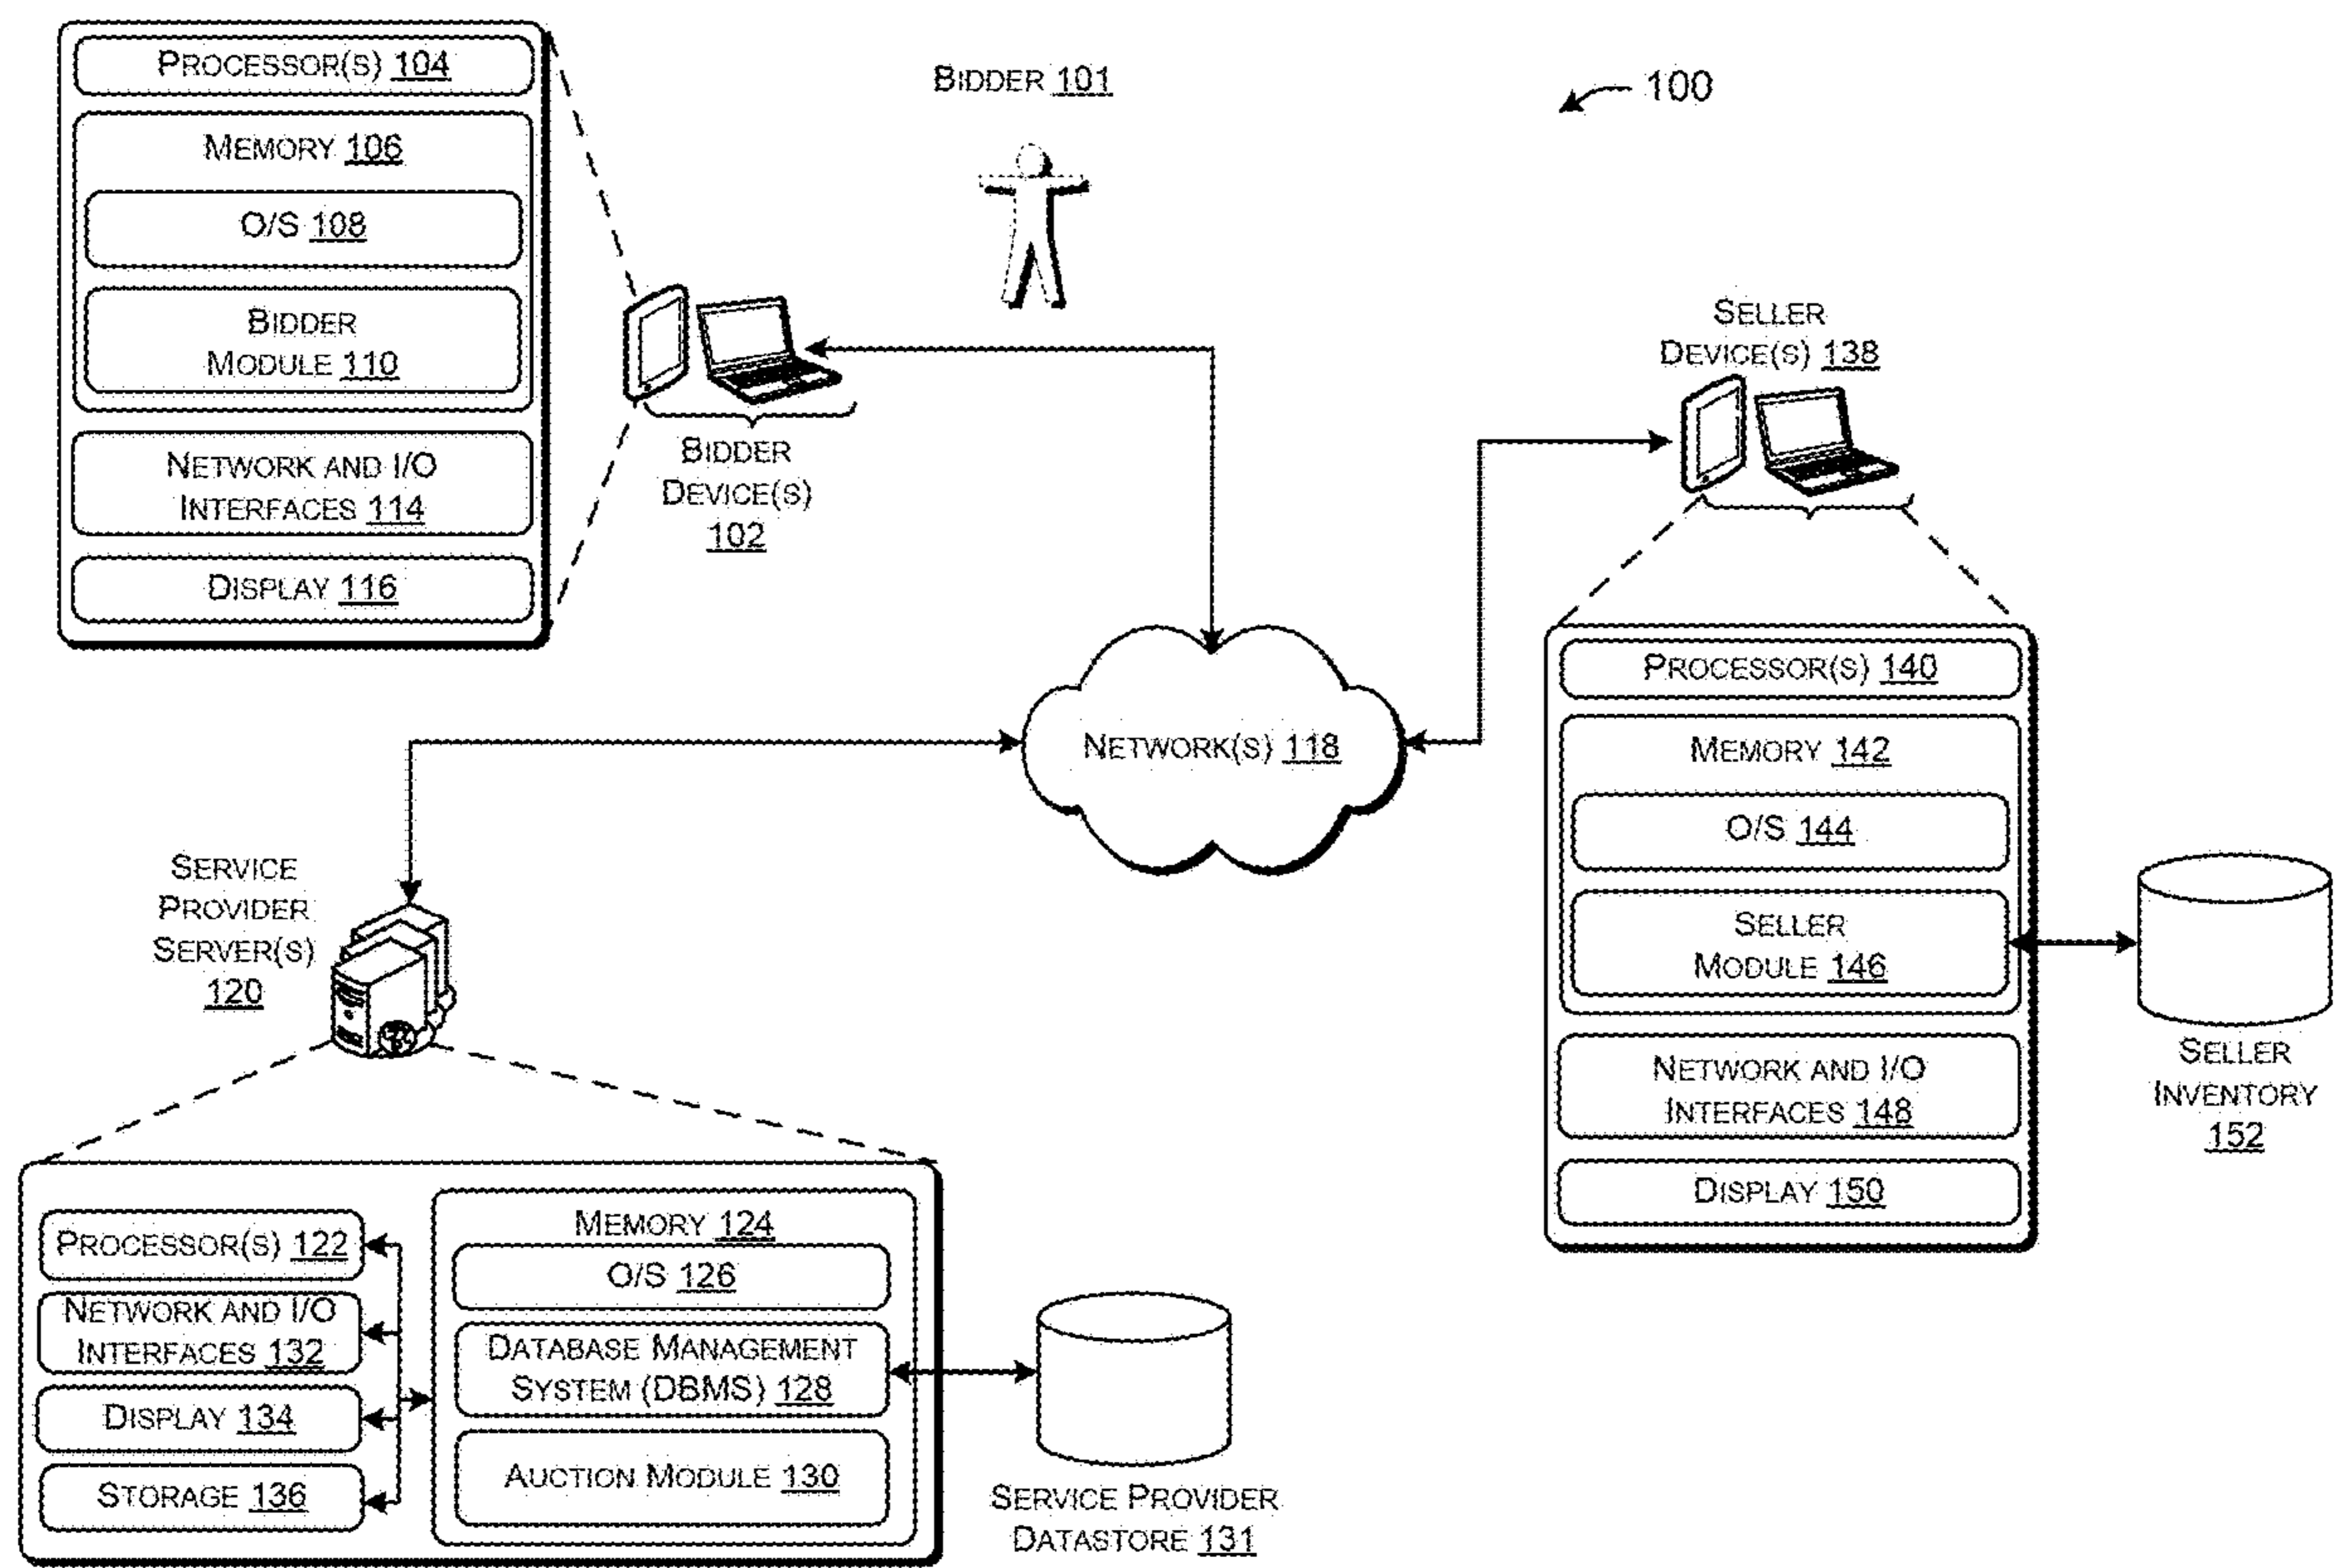 PROCESSOR(S) 104
MEMORY 106
O/S 108
BIDDER
MODULE 110
NETWORK AND I/O
INTERFACES 114
DISPLAY 116
BIDDER 101
100
BIDDER
DEVICE(S)
102
SELLER
DEVICE(S) 138
NETWORK(S) 118
PROCESSOR(S) 140
MEMORY 142
O/S 144
SELLER
MODULE 146
NETWORK AND I/O
INTERFACES 148
DISPLAY 150
SELLER
INVENTORY
152
SERVICE
PROVIDER
SERVER(S)
120
PROCESSOR(S) 122
NETWORK AND I/O
INTERFACES 132
DISPLAY 134
STORAGE 136
MEMORY 124
O/S 126
DATABASE MANAGEMENT
SYSTEM (DBMS) 128
AUCTION MODULE 130
SERVICE PROVIDER
DATASTORE 131